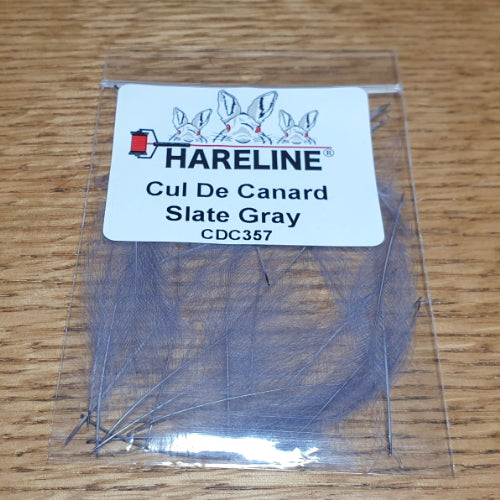 HARELINE®
Cul De Canard
Slate Gray
CDC357